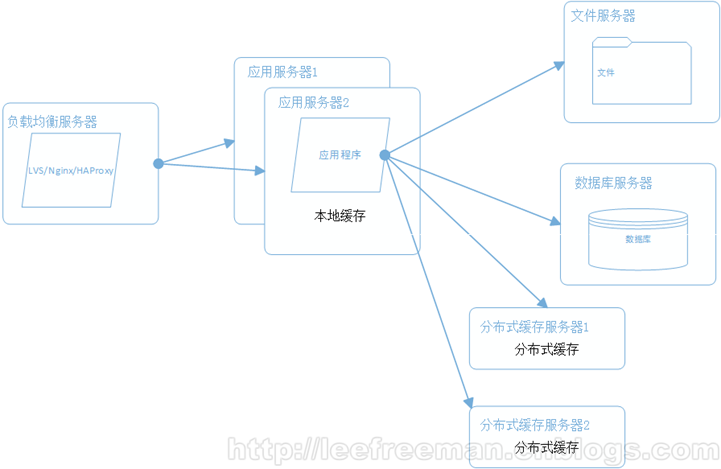 文件服务器
文件
应用服务器1
应用服务器2
应用程序
本地缓存
负载均衡服务器
LVS/Nginx/HAProxy
数据库服务器
数据库
分布式缓存服务器1
分布式缓存
分布式缓存服务器2
分布式缓存
http://leefreeman.cnblogs.com